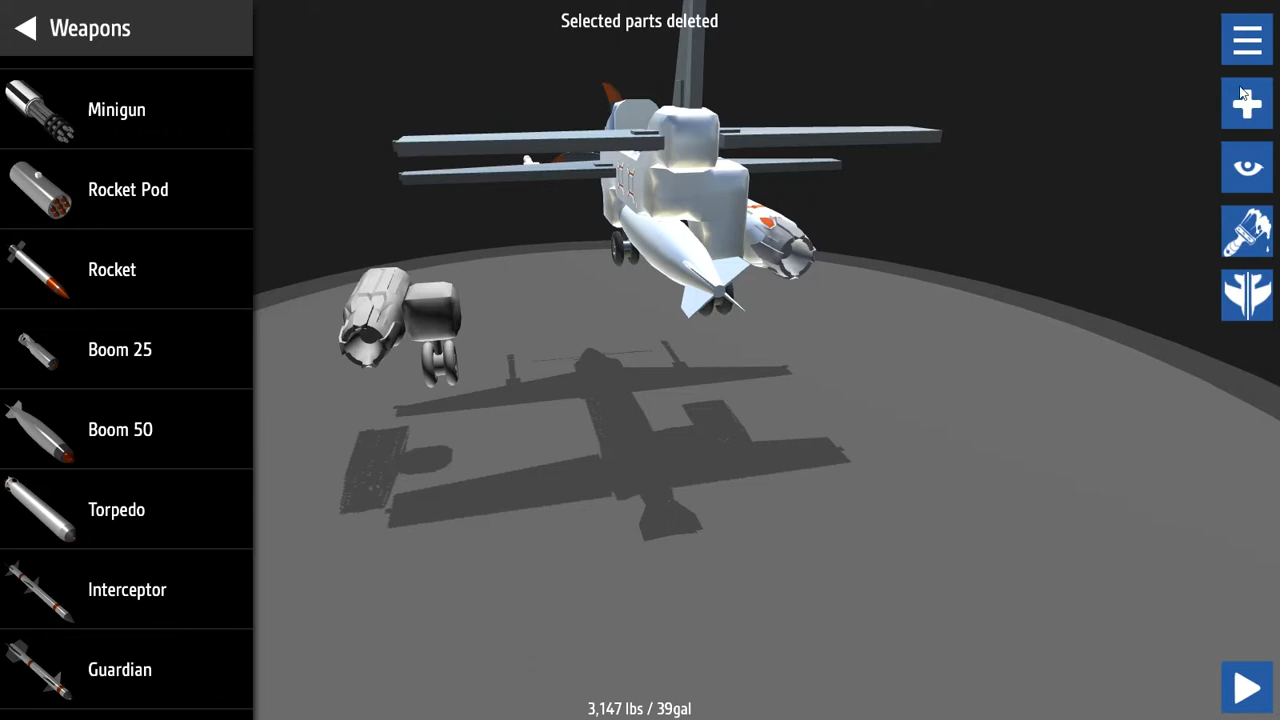 Weapons
Selected parts deleted
Minigun
Rocket Pod
Rocket
Boom 25
Boom 50
Torpedo
Interceptor
Guardian
3,147 lbs / 39gal